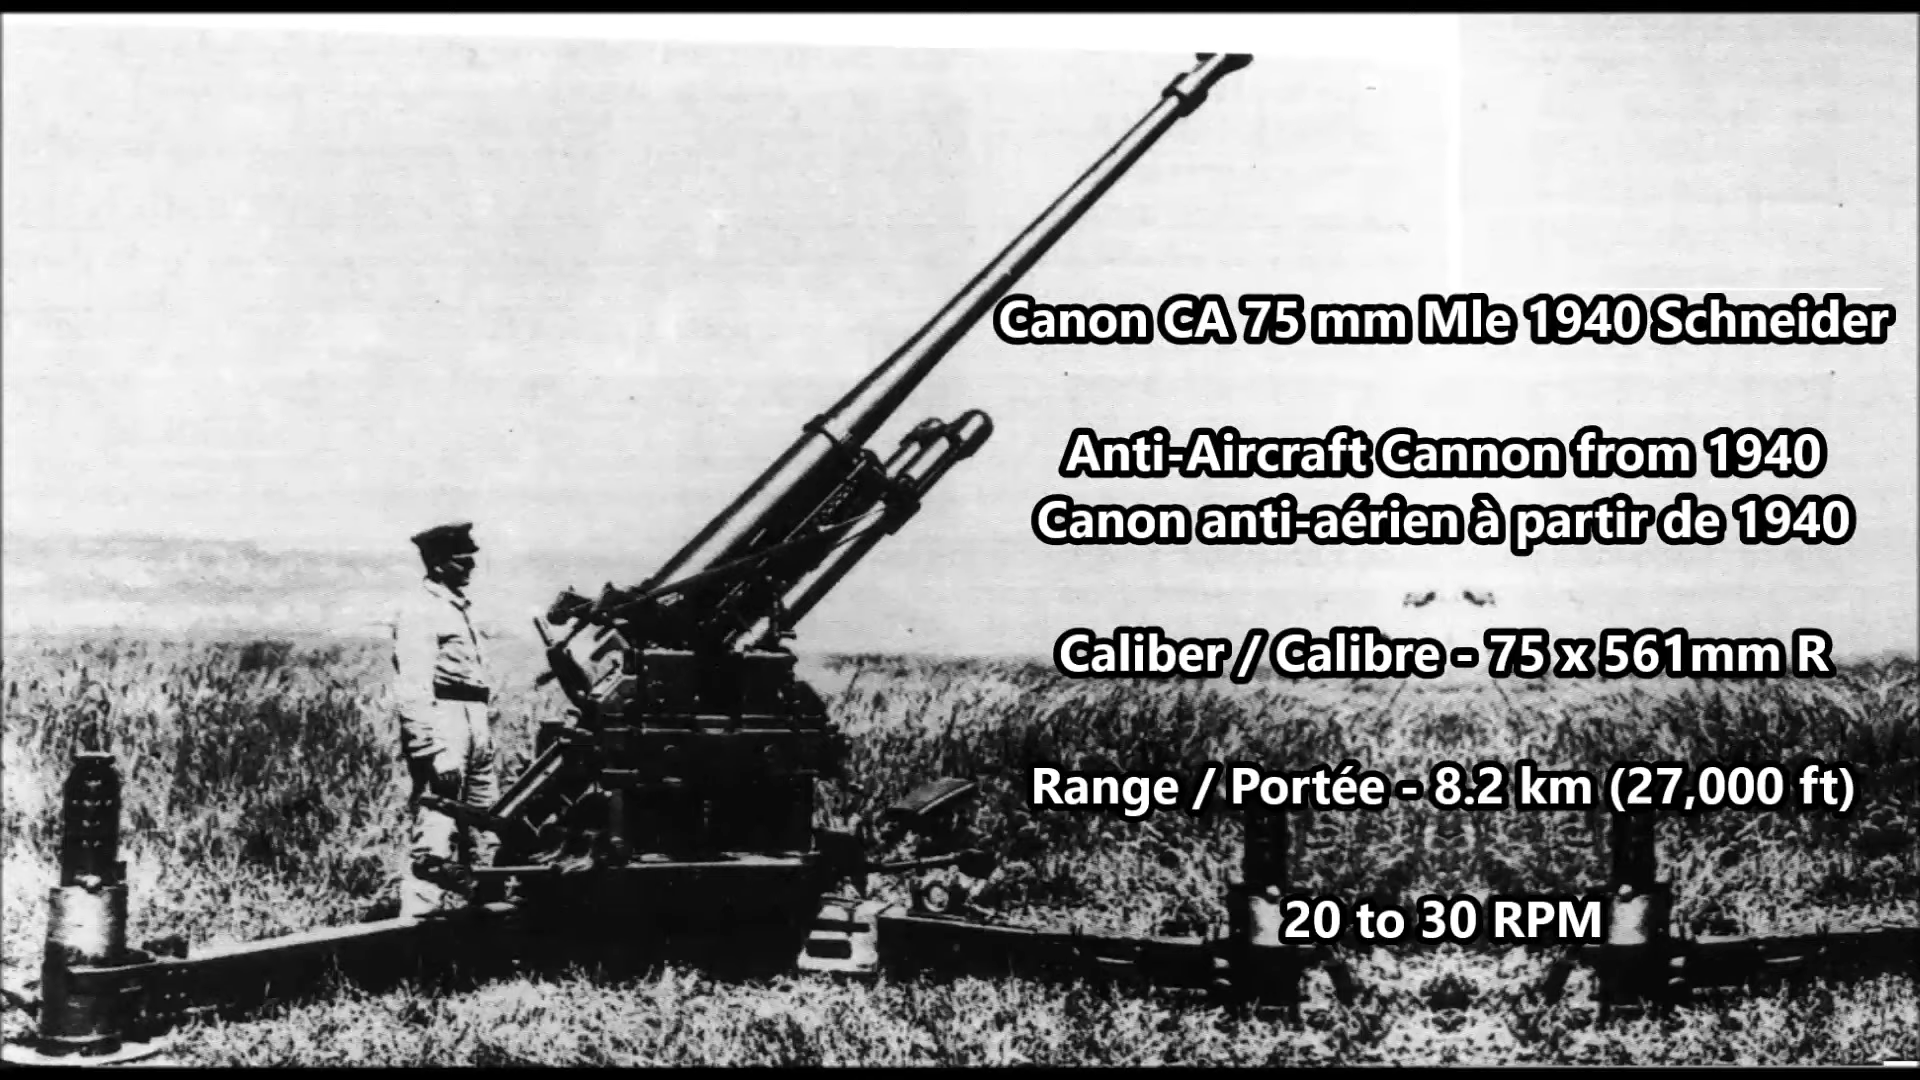 Canon CA 75 mm Mle 1940 Schneider
Anti-Aircraft Cannon from 1940
Canon anti-aérien à partir de 1940
Caliber / Calibre - 75 x 561mm R
Range / Portée - 8.2 km (27,000 ft)
20 to 30 RPM